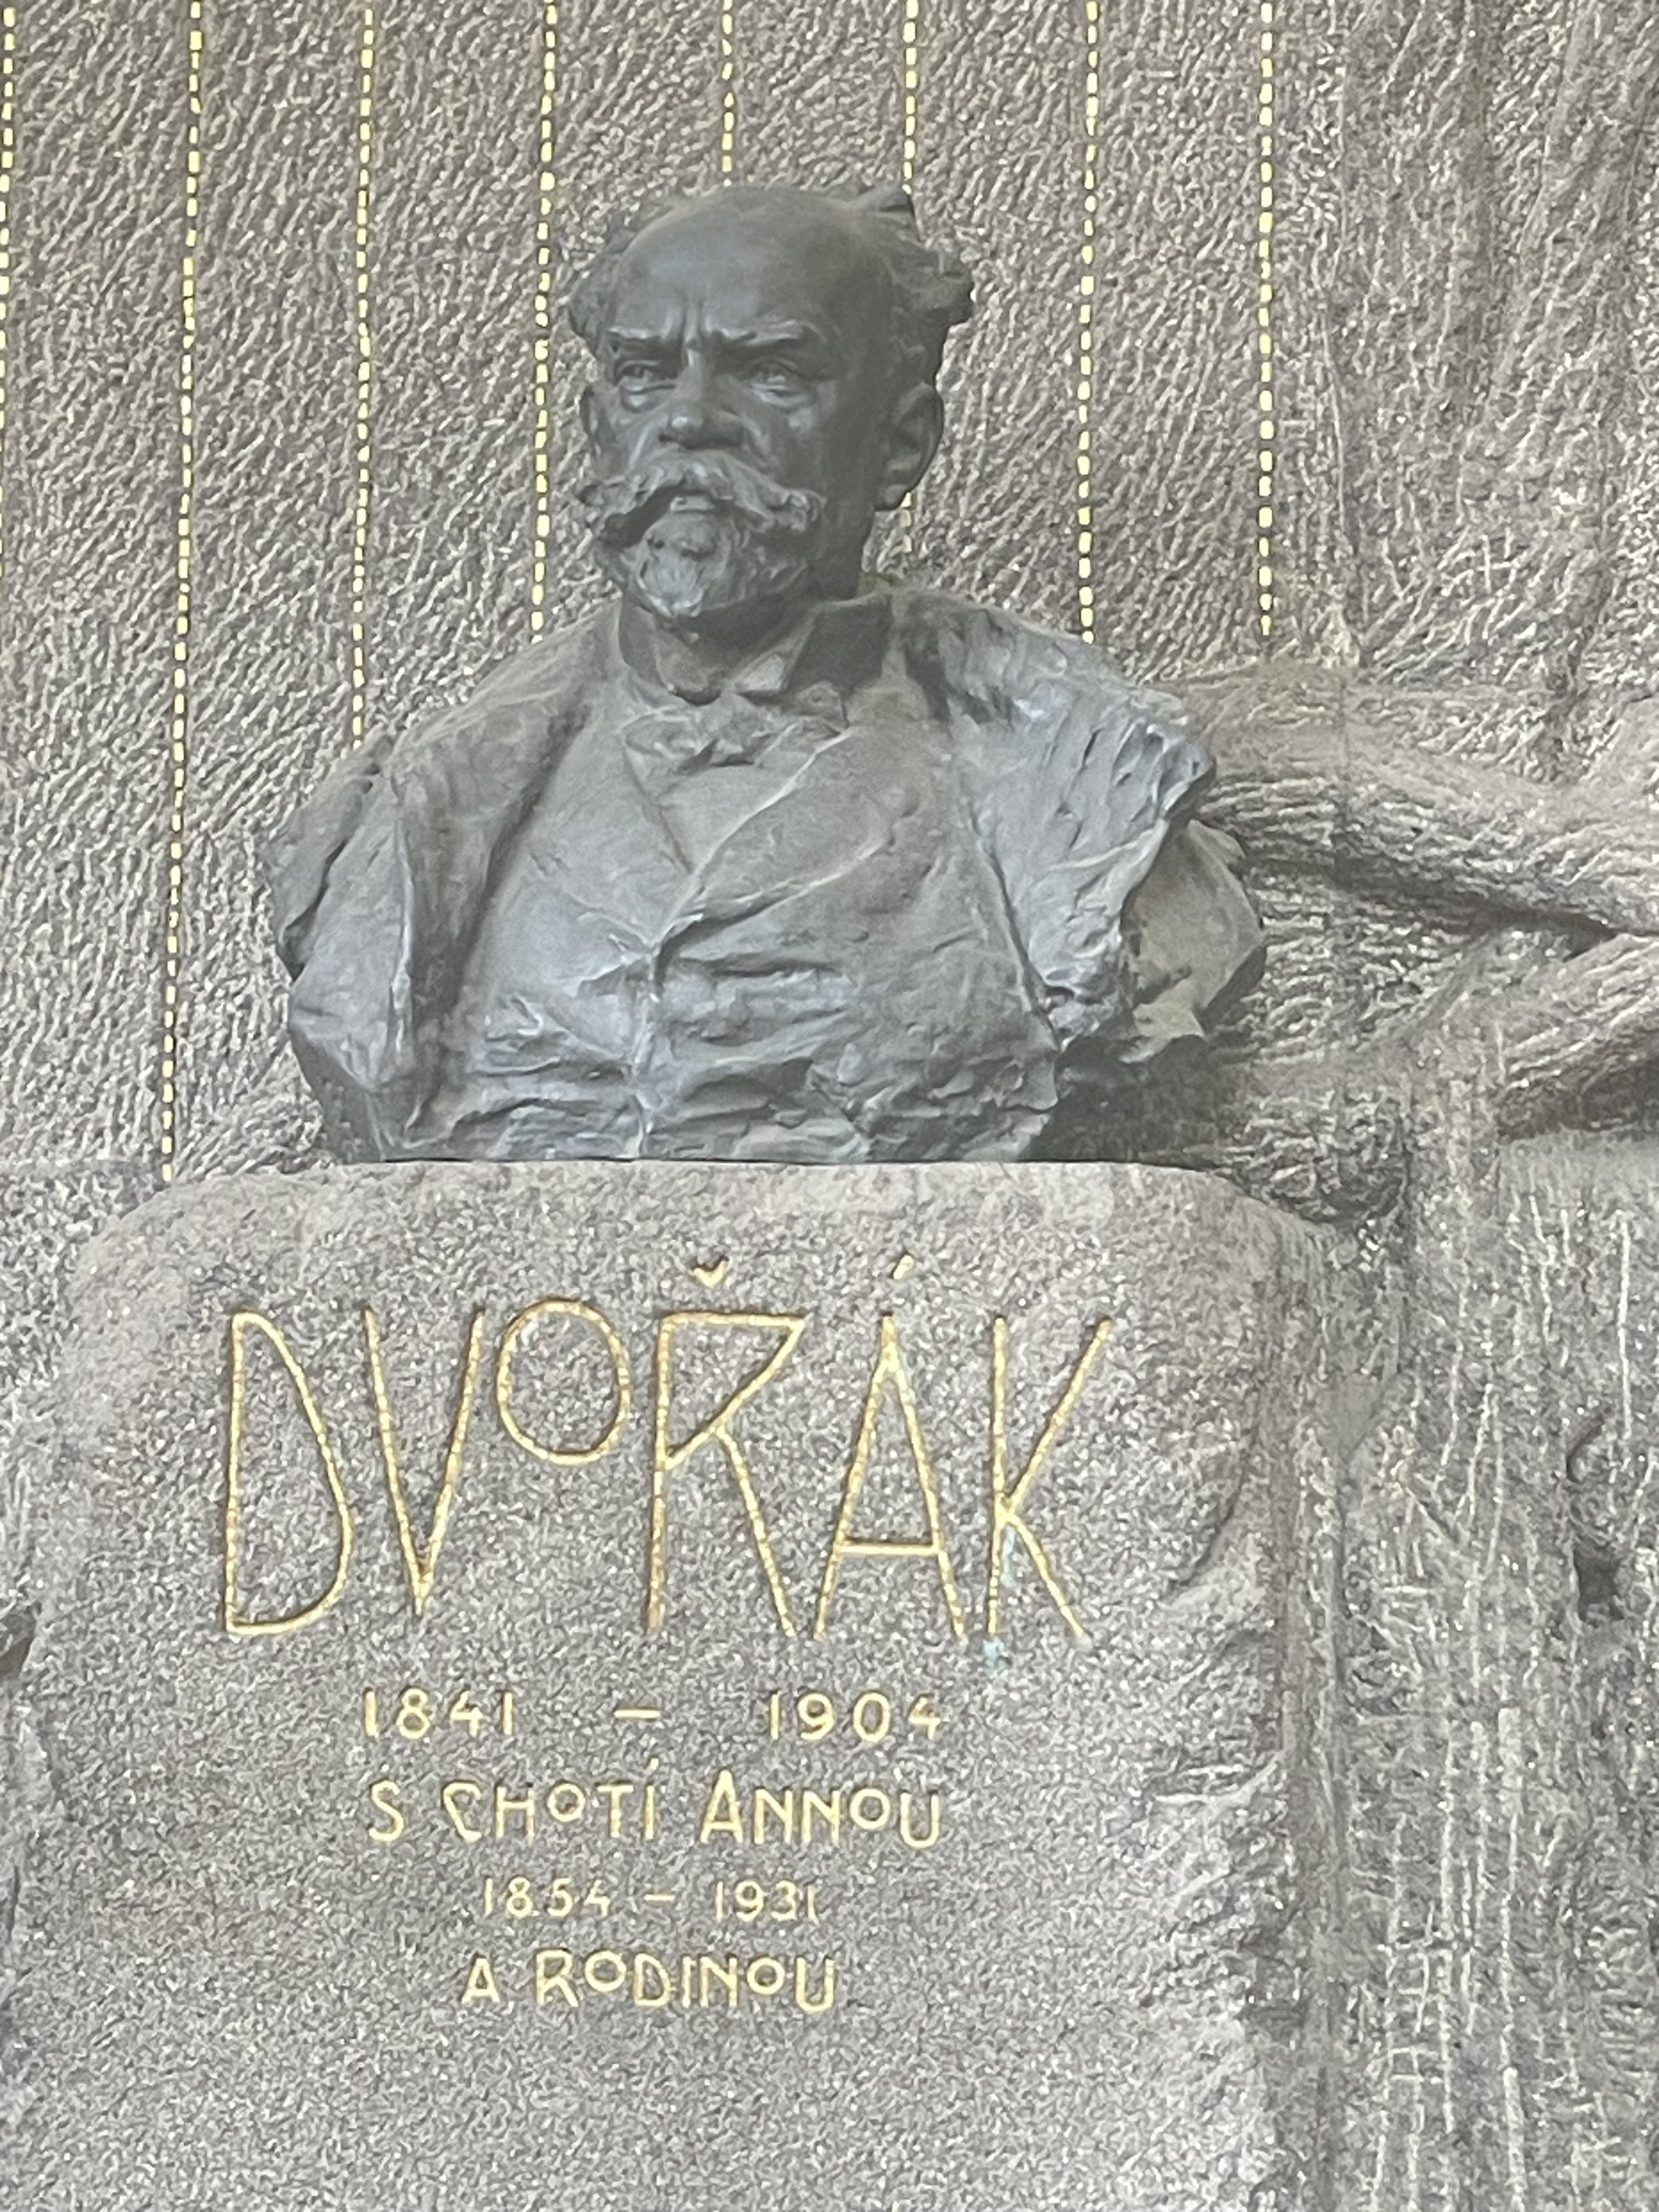 DVOŘÁK
1841 – 1904
S CHOTÍ ANNOU
1854 – 1931
A RODINOU